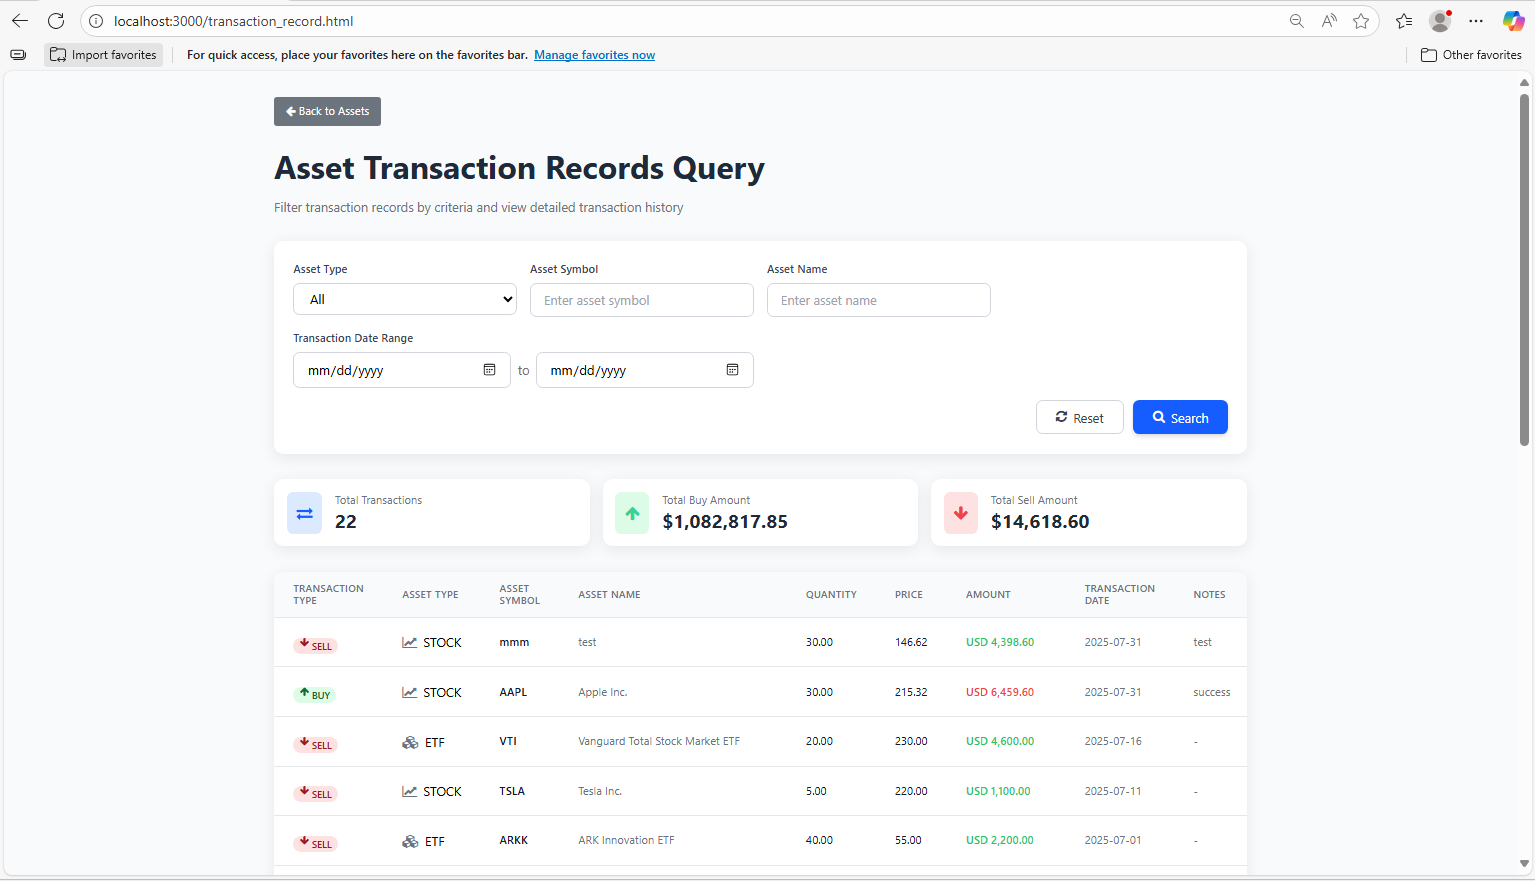 localhost:3000/transaction_record.html
Import favorites
For quick access, place your favorites here on the favorites bar. Manage favorites now
Other favorites
Back to Assets
Asset Transaction Records Query
Filter transaction records by criteria and view detailed transaction history
Asset Type Asset Symbol Asset Name
All Enter asset symbol Enter asset name
Transaction Date Range
mm/dd/yyyy to mm/dd/yyyy
Reset Search
Total Transactions
22
Total Buy Amount
$1,082,817.85
Total Sell Amount
$14,618.60
TRANSACTION TYPE ASSET TYPE ASSET SYMBOL ASSET NAME QUANTITY PRICE AMOUNT TRANSACTION DATE NOTES
SELL STOCK mmm test 30.00 146.62 USD 4,398.60 2025-07-31 test
BUY STOCK AAPL Apple Inc. 30.00 215.32 USD 6,459.60 2025-07-31 success
SELL ETF VTI Vanguard Total Stock Market ETF 20.00 230.00 USD 4,600.00 2025-07-16 -
SELL STOCK TSLA Tesla Inc. 5.00 220.00 USD 1,100.00 2025-07-11 -
SELL ETF ARKK ARK Innovation ETF 40.00 55.00 USD 2,200.00 2025-07-01 -